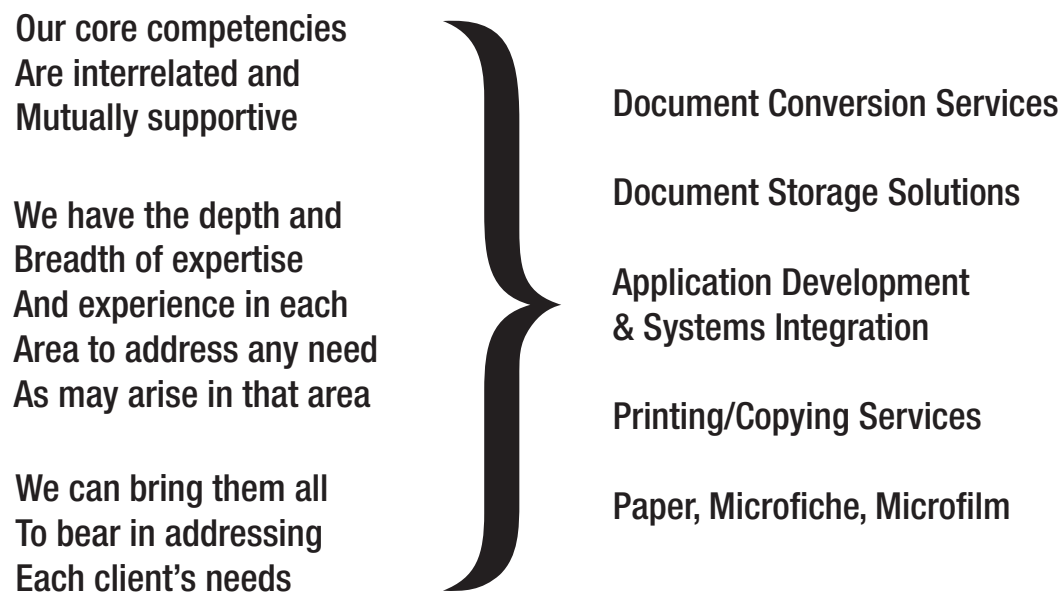 Our core competencies
Are interrelated and
Mutually supportive
We have the depth and
Breadth of expertise
And experience in each
Area to address any need
As may arise in that area
We can bring them all
To bear in addressing
Each client's needs
Document Conversion Services
Document Storage Solutions
Application Development
& Systems Integration
Printing/Copying Services
Paper, Microfiche, Microfilm